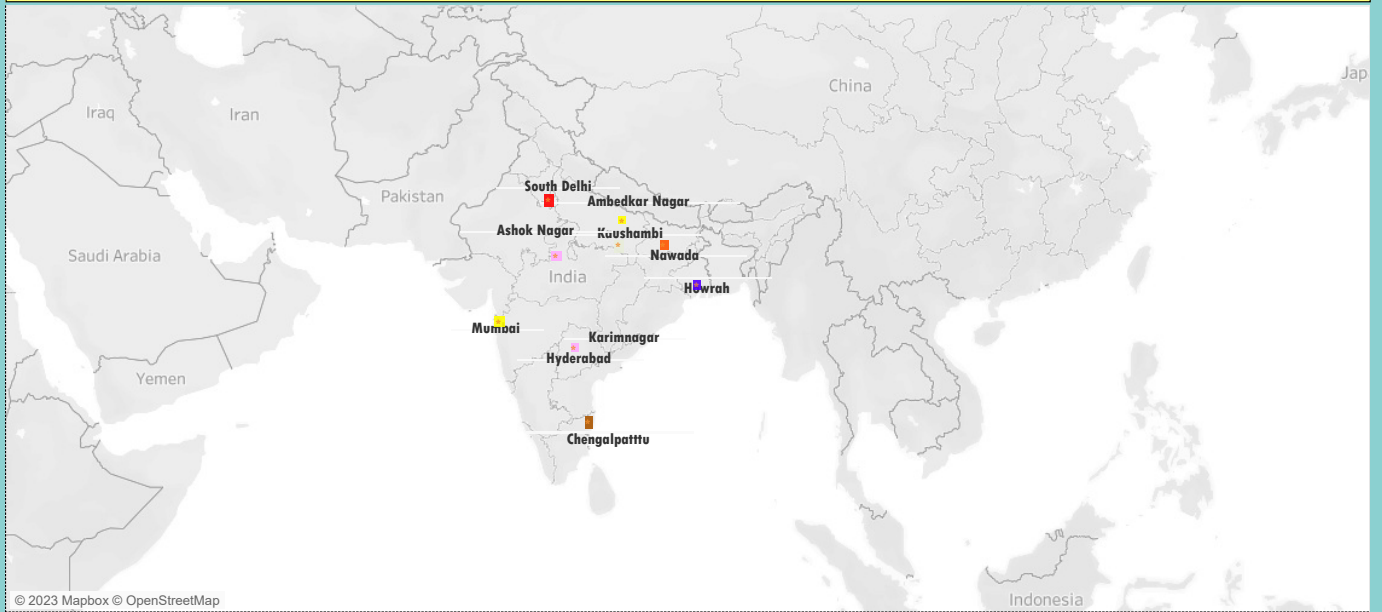 China
Jap
Iraq
Iran
Pakistan
South Delhi
Ambedkar Nagar
Ashok Nagar
Kaushambi
Nawada
Saudi Arabia
India
Howrah
Mumbai
Karimnagar
Hyderabad
Yemen
Chengalpatttu
© 2023 Mapbox © OpenStreetMap
Indonesia